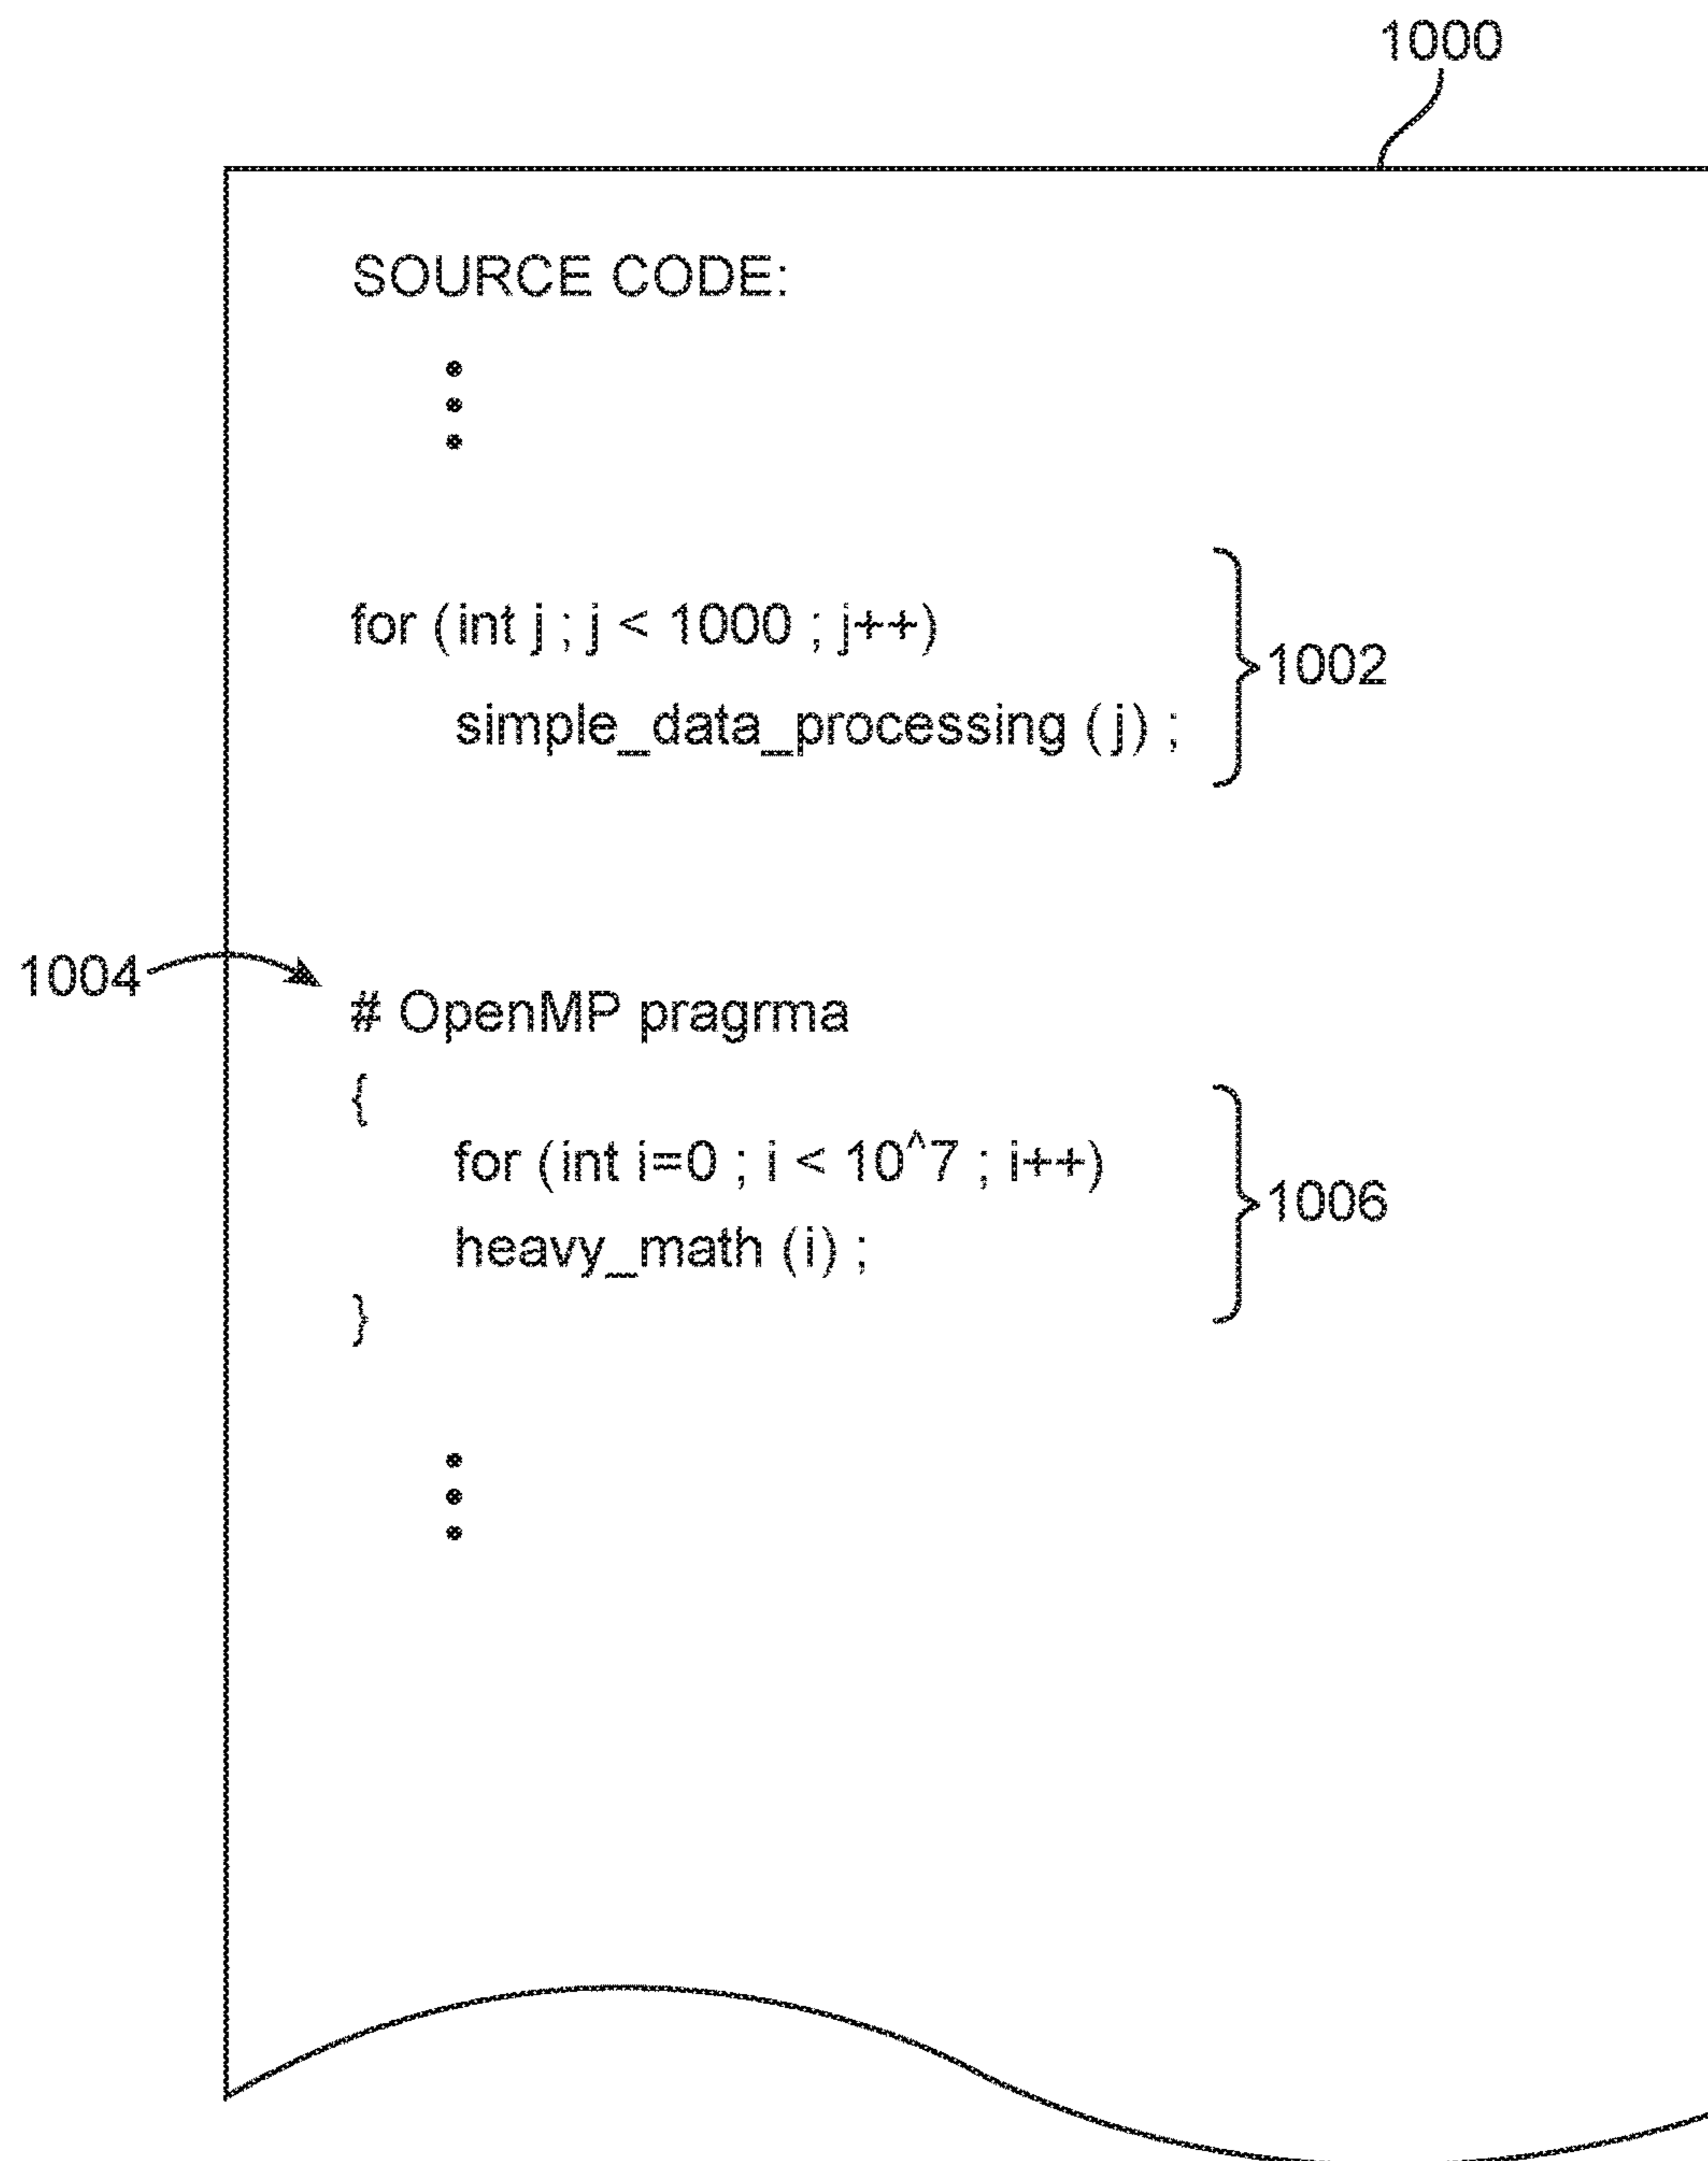 1000
SOURCE CODE:
for (int j ; j < 1000 ; j++)
1002
simple_data_processing (j) ;
1004
# OpenMP pragrma
{
for (int i=0 ; i < 10^7 ; i++)
1006
heavy_math (i) ;
}